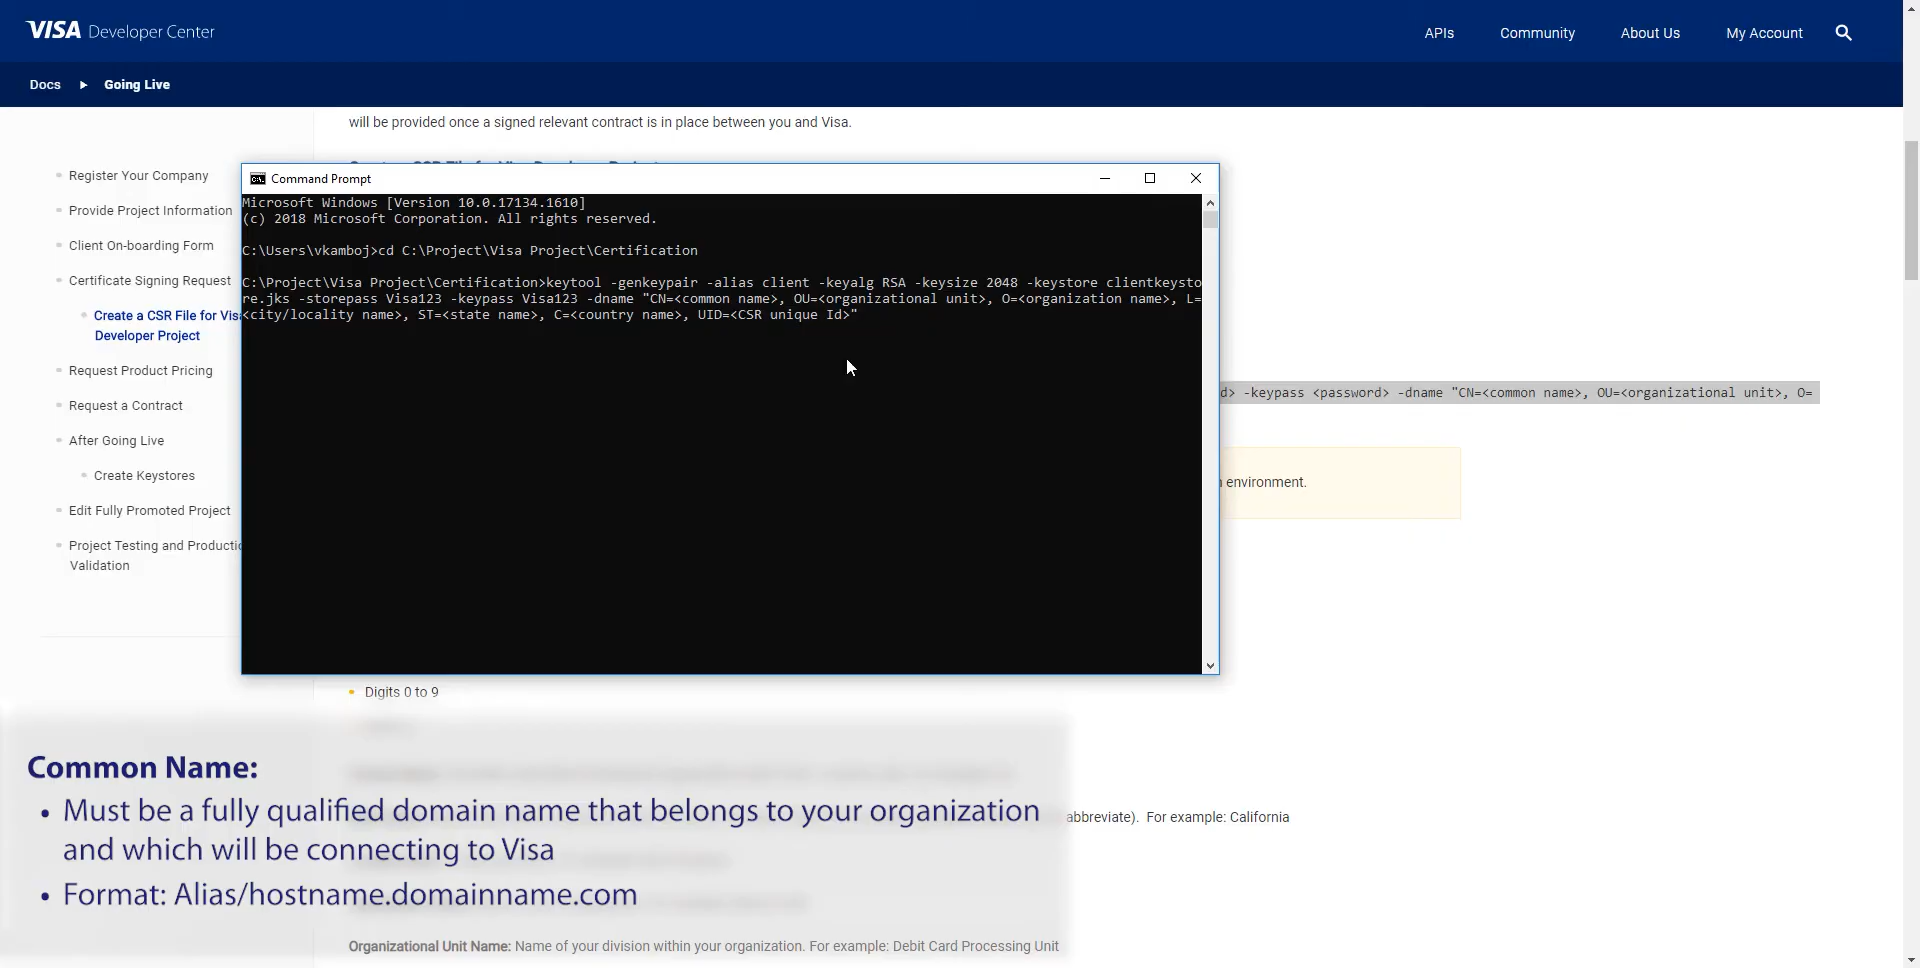 VISA Developer Center
APIs
Community
About Us
My Account
Docs
Going Live
will be provided once a signed relevant contract is in place between you and Visa.
Register Your Company
Provide Project Information
Client On-boarding Form
Certificate Signing Request
Create a CSR File for Visa
Developer Project
Request Product Pricing
Request a Contract
After Going Live
Create Keystores
Edit Fully Promoted Project
Project Testing and Productio
Validation
Command Prompt
Microsoft Windows [Version 10.0.17134.1610]
(c) 2018 Microsoft Corporation. All rights reserved.
C:\Users\vkamboj>cd C:\Project\Visa Project\Certification
C:\Project\Visa Project\Certification>keytool -genkeypair -alias client -keyalg RSA -keysize 2048 -keystore clientkeysto
re.jks -storepass Visa123 -keypass Visa123 -dname "CN=<common name>, OU=<organizational unit>, O=<organization name>, L=
<city/locality name>, ST=<state name>, C=<country name>, UID=<CSR unique Id>"
d> -keypass <password> -dname "CN=<common name>, OU=<organizational unit>, O=
environment.
Digits 0 to 9
Common Name:
• Must be a fully qualified domain name that belongs to your organization
and which will be connecting to Visa
• Format: Alias/hostname.domainname.com
abbreviate). For example: California
Organizational Unit Name: Name of your division within your organization. For example: Debit Card Processing Unit